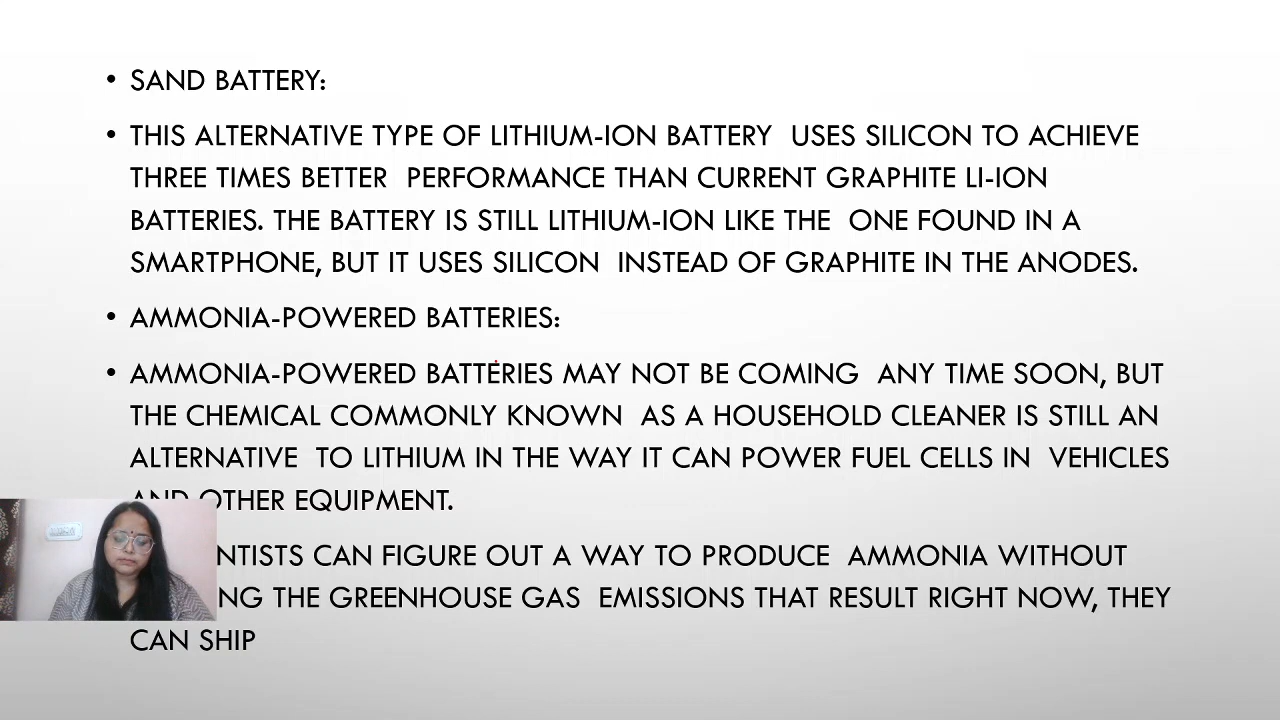 • SAND BATTERY:
• THIS ALTERNATIVE TYPE OF LITHIUM-ION BATTERY USES SILICON TO ACHIEVE
THREE TIMES BETTER PERFORMANCE THAN CURRENT GRAPHITE LI-ION
BATTERIES. THE BATTERY IS STILL LITHIUM-ION LIKE THE ONE FOUND IN A
SMARTPHONE, BUT IT USES SILICON INSTEAD OF GRAPHITE IN THE ANODES.
• AMMONIA-POWERED BATTERIES:
• AMMONIA-POWERED BATTERIES MAY NOT BE COMING ANY TIME SOON, BUT
THE CHEMICAL COMMONLY KNOWN AS A HOUSEHOLD CLEANER IS STILL AN
ALTERNATIVE TO LITHIUM IN THE WAY IT CAN POWER FUEL CELLS IN VEHICLES
AND OTHER EQUIPMENT.
CAN FIGURE OUT A WAY TO PRODUCE AMMONIA WITHOUT
THE GREENHOUSE GAS EMISSIONS THAT RESULT RIGHT NOW, THEY
CAN SHIP